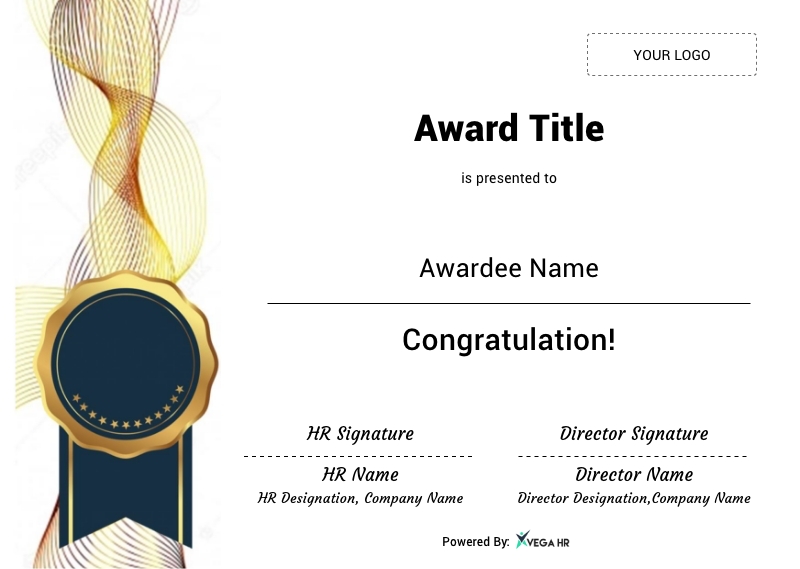 YOUR LOGO
Award Title
is presented to
Awardee Name
Congratulation!
HR Signature
Director Signature
HR Name
Director Name
HR Designation, Company Name
Director Designation,Company Name
Powered By: VEGA HR